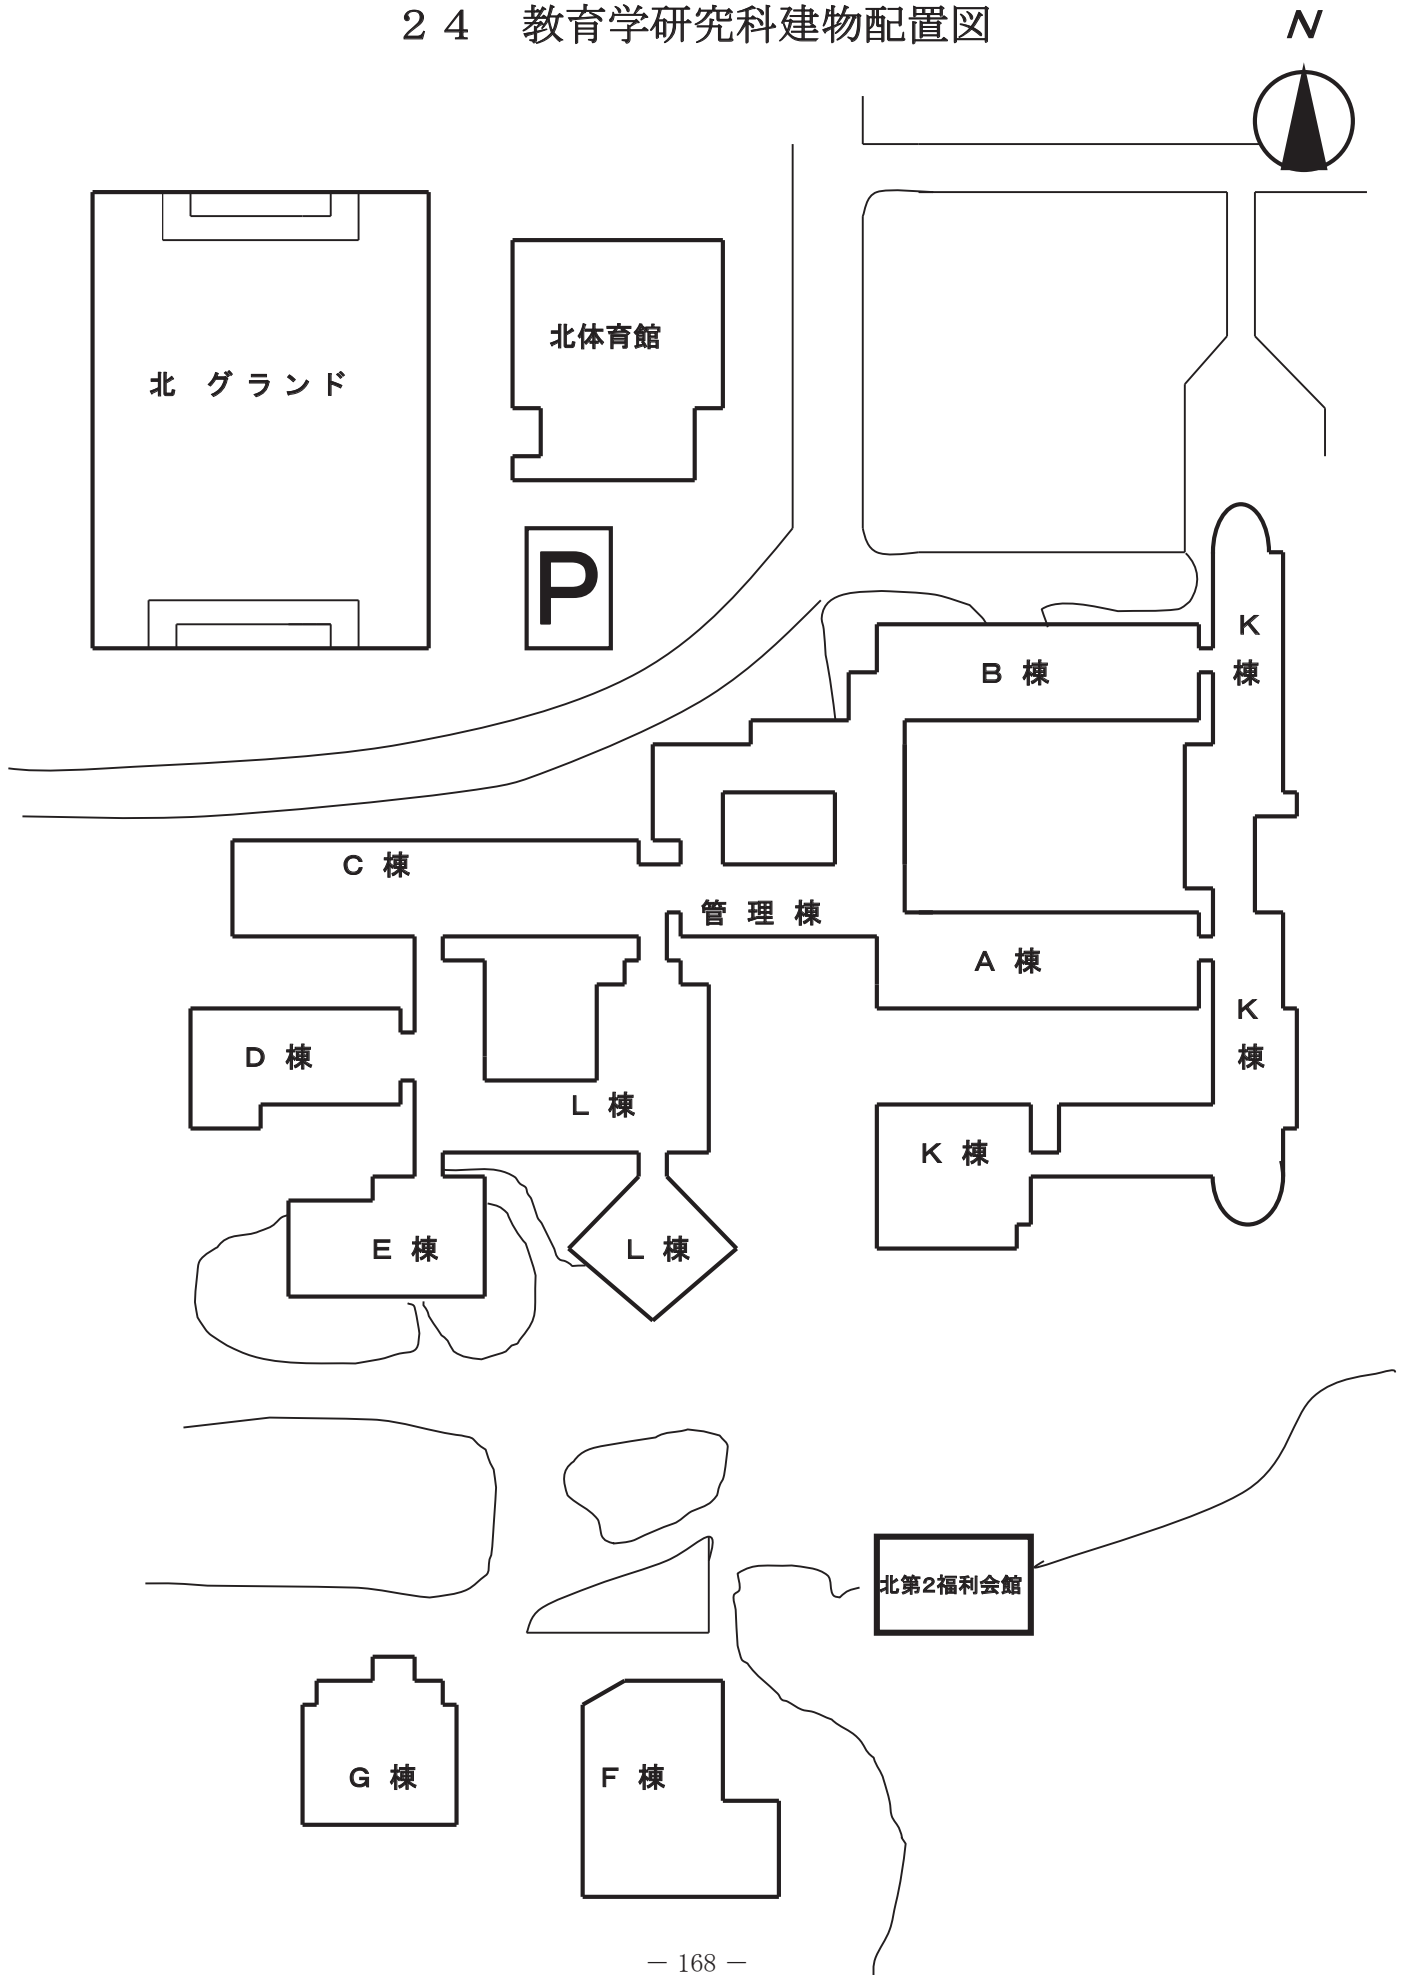 ２４　教育学研究科建物配置図
N
北体育館
北　グランド
P
K
棟
B 棟
C 棟
管 理 棟
A 棟
K
棟
D 棟
L 棟
K 棟
E 棟
L 棟
北第2福利会館
G 棟
F 棟
― 168 ―